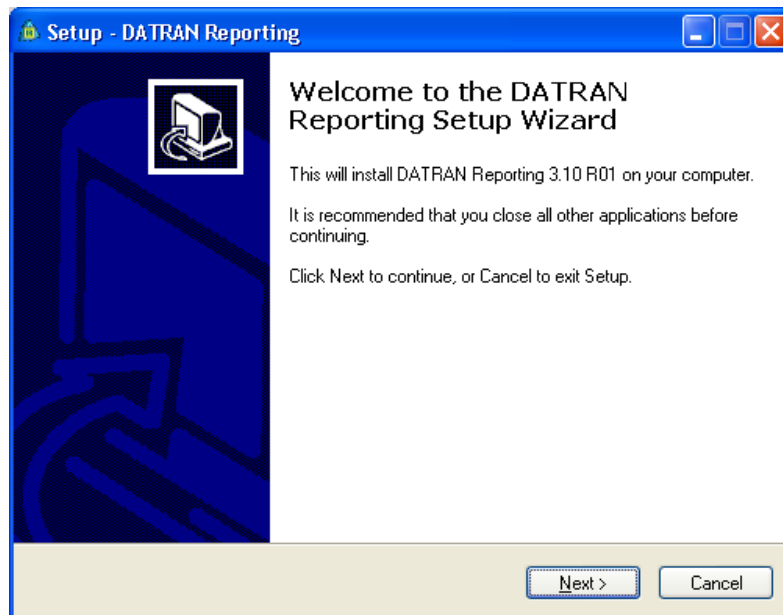 Setup - DATRAN Reporting
Welcome to the DATRAN
Reporting Setup Wizard
This will install DATRAN Reporting 3.10 R01 on your computer.
It is recommended that you close all other applications before
continuing.
Click Next to continue, or Cancel to exit Setup.
Next >
Cancel